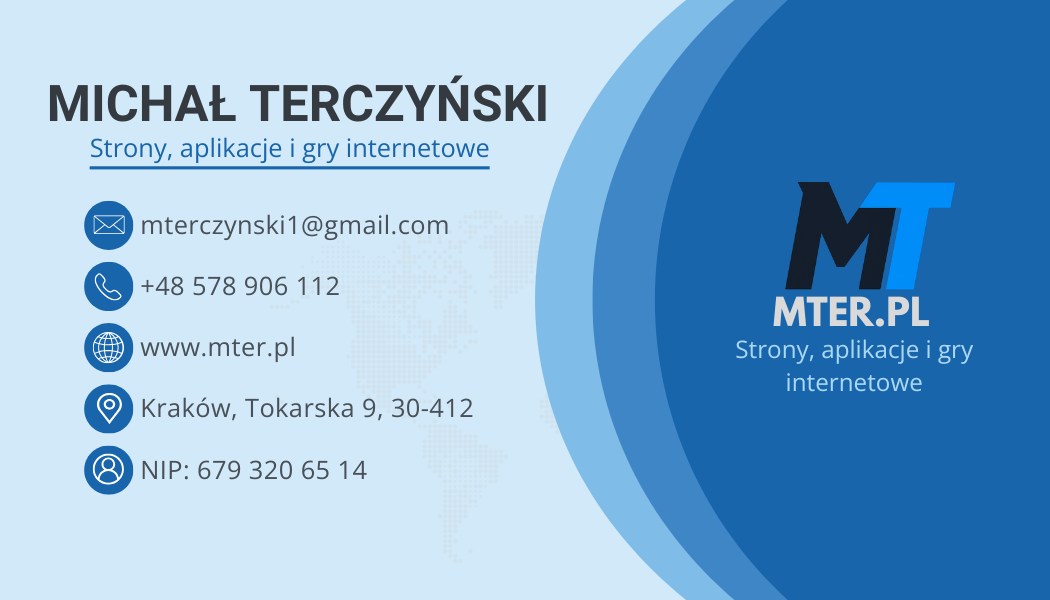 MICHAŁ TERCZYŃSKI
Strony, aplikacje i gry internetowe
mterczynski1@gmail.com
+48 578 906 112
www.mter.pl
Kraków, Tokarska 9, 30-412
NIP: 679 320 65 14
MT
MTER.PL
Strony, aplikacje i gry
internetowe